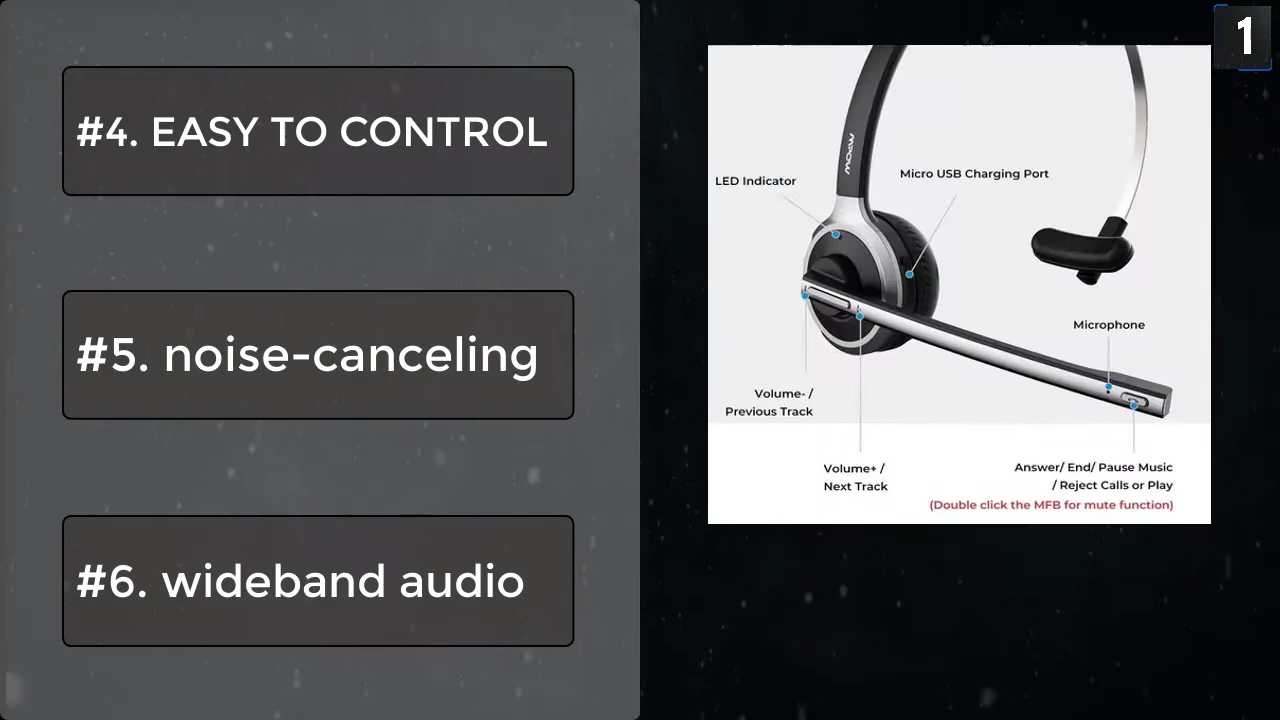 1
#4. EASY TO CONTROL
#5. noise-canceling
#6. wideband audio
MPOW
LED Indicator
Micro USB Charging Port
Microphone
Volume- /
Previous Track
Volume+ /
Next Track
Answer/ End/ Pause Music
/ Reject Calls or Play
(Double click the MFB for mute function)